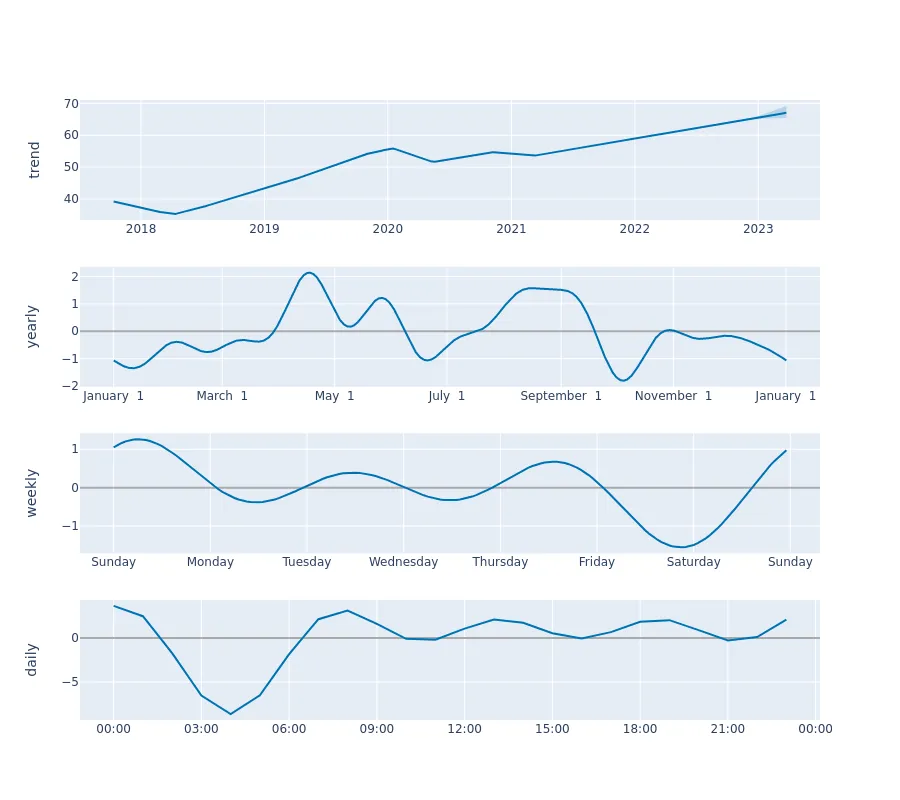 trend
70
60
50
40
2018 2019 2020 2021 2022 2023
yearly
2
1
0
−1
−2
January 1 March 1 May 1 July 1 September 1 November 1 January 1
weekly
1
0
−1
Sunday Monday Tuesday Wednesday Thursday Friday Saturday Sunday
daily
0
−5
00:00 03:00 06:00 09:00 12:00 15:00 18:00 21:00 00:00